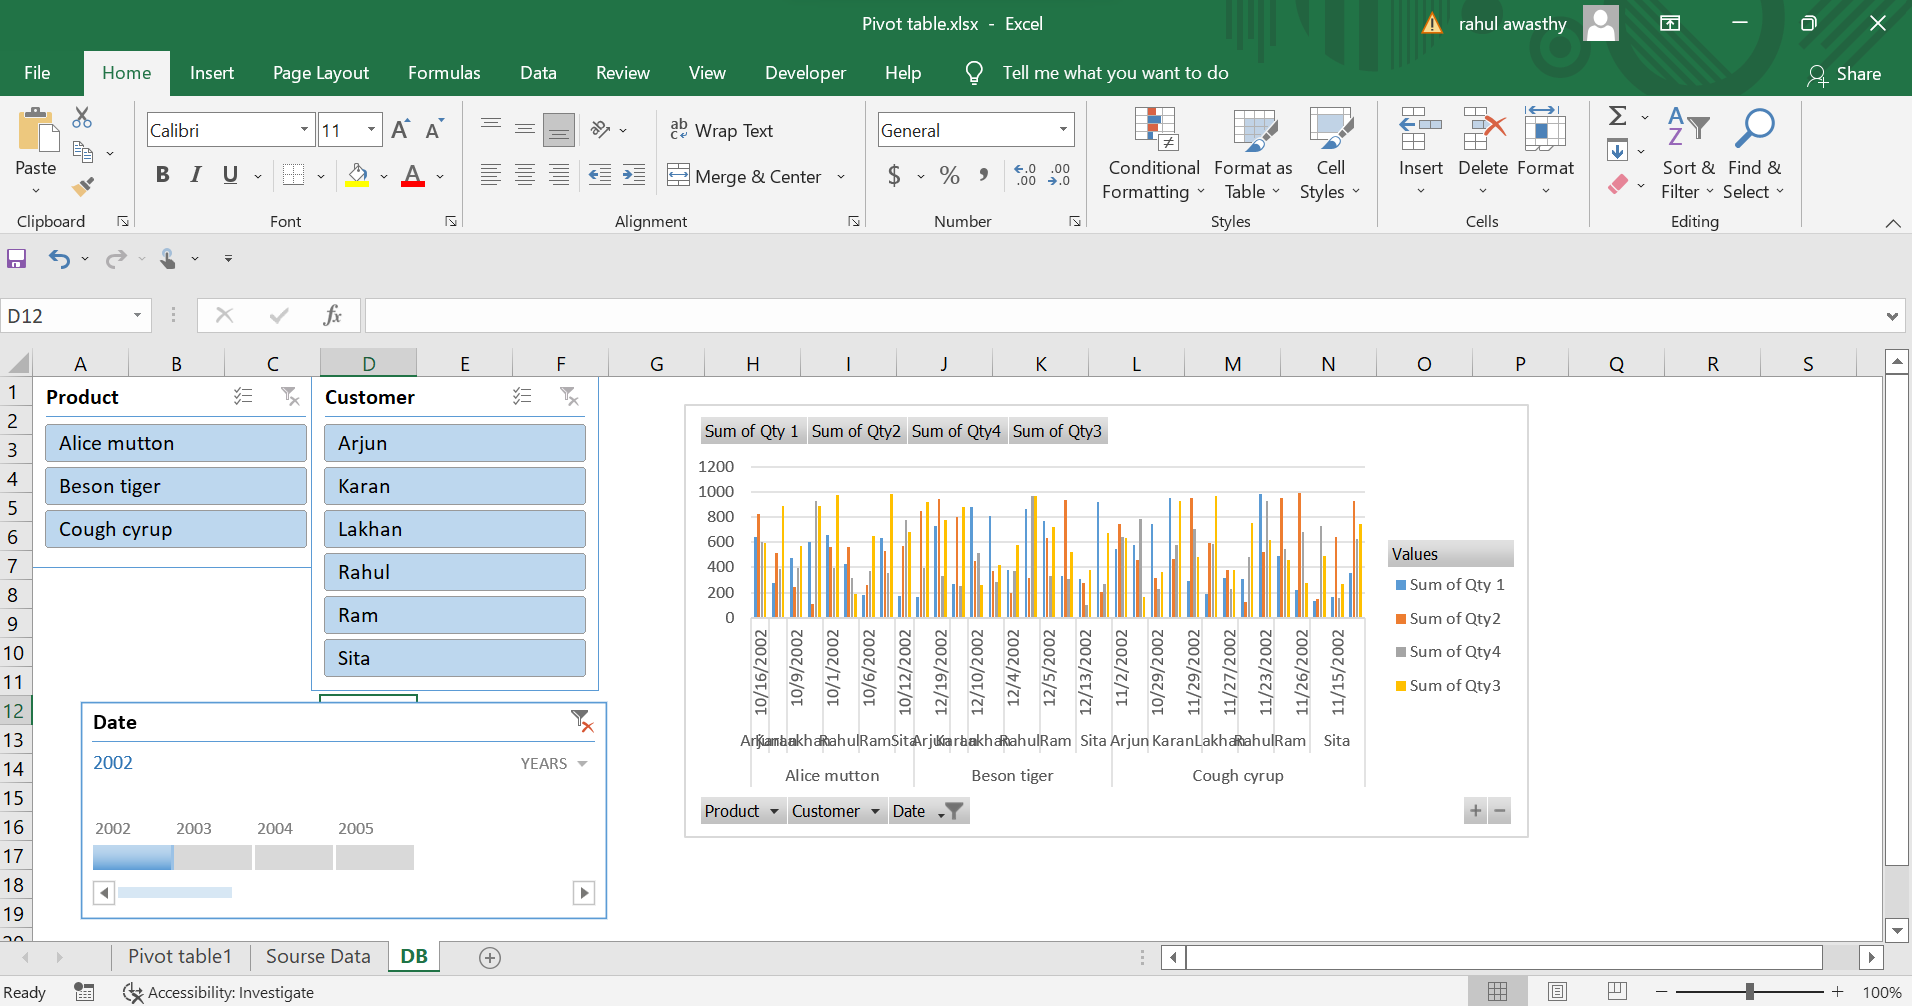 Pivot table.xlsx - Excel
rahul awasthy
File Home Insert Page Layout Formulas Data Review View Developer Help Tell me what you want to do Share
Calibri 11
Wrap Text
General
Paste
B I U
Merge & Center
$ % ,
Conditional Formatting
Format as Table
Cell Styles
Insert Delete Format
Sort & Filter
Find & Select
Clipboard Font Alignment Number Styles Cells Editing
D12 fx
A B C D E F G H I J K L M N O P Q R S
1
2
3
4
5
6
7
8
9
10
11
12
13
14
15
16
17
18
19
20
Product
Alice mutton
Beson tiger
Cough cyrup
Customer
Arjun
Karan
Lakhan
Rahul
Ram
Sita
Date
2002 YEARS
2002 2003 2004 2005
Sum of Qty 1 Sum of Qty2 Sum of Qty4 Sum of Qty3
1200
1000
800
600
400
200
0
10/16/2002 10/9/2002 10/1/2002 10/6/2002 10/12/2002 12/19/2002 12/10/2002 12/4/2002 12/5/2002 12/13/2002 11/2/2002 10/29/2002 11/29/2002 11/27/2002 11/23/2002 11/26/2002 11/15/2002
Arjun Karan Lakhan Rahul Ram Sita Arjun Karan Lakhan Rahul Ram Sita Arjun Karan Lakhan Rahul Ram Sita
Alice mutton Beson tiger Cough cyrup
Values
Sum of Qty 1
Sum of Qty2
Sum of Qty4
Sum of Qty3
Product Customer Date
+ −
Pivot table1 Sourse Data DB
Ready Accessibility: Investigate 100%